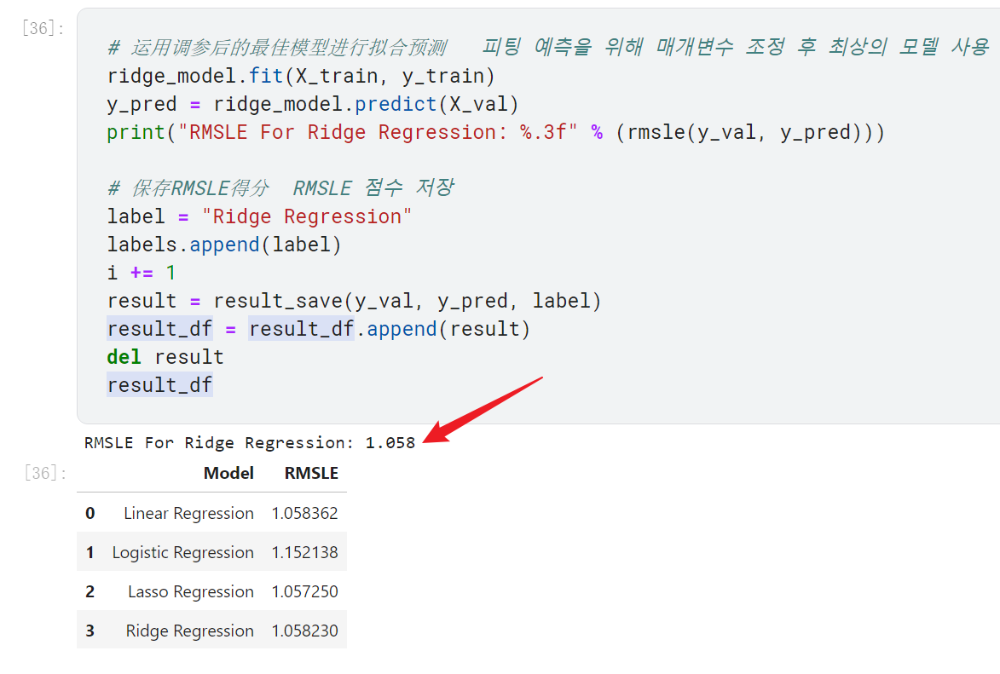 [36]:
# 运用调参后的最佳模型进行拟合预测 피팅 예측을 위해 매개변수 조정 후 최상의 모델 사용
ridge_model.fit(X_train, y_train)
y_pred = ridge_model.predict(X_val)
print("RMSLE For Ridge Regression: %.3f" % (rmsle(y_val, y_pred)))
# 保存RMSLE得分 RMSLE 점수 저장
label = "Ridge Regression"
labels.append(label)
i += 1
result = result_save(y_val, y_pred, label)
result_df = result_df.append(result)
del result
result_df
RMSLE For Ridge Regression: 1.058
[36]:
Model RMSLE
0 Linear Regression 1.058362
1 Logistic Regression 1.152138
2 Lasso Regression 1.057250
3 Ridge Regression 1.058230